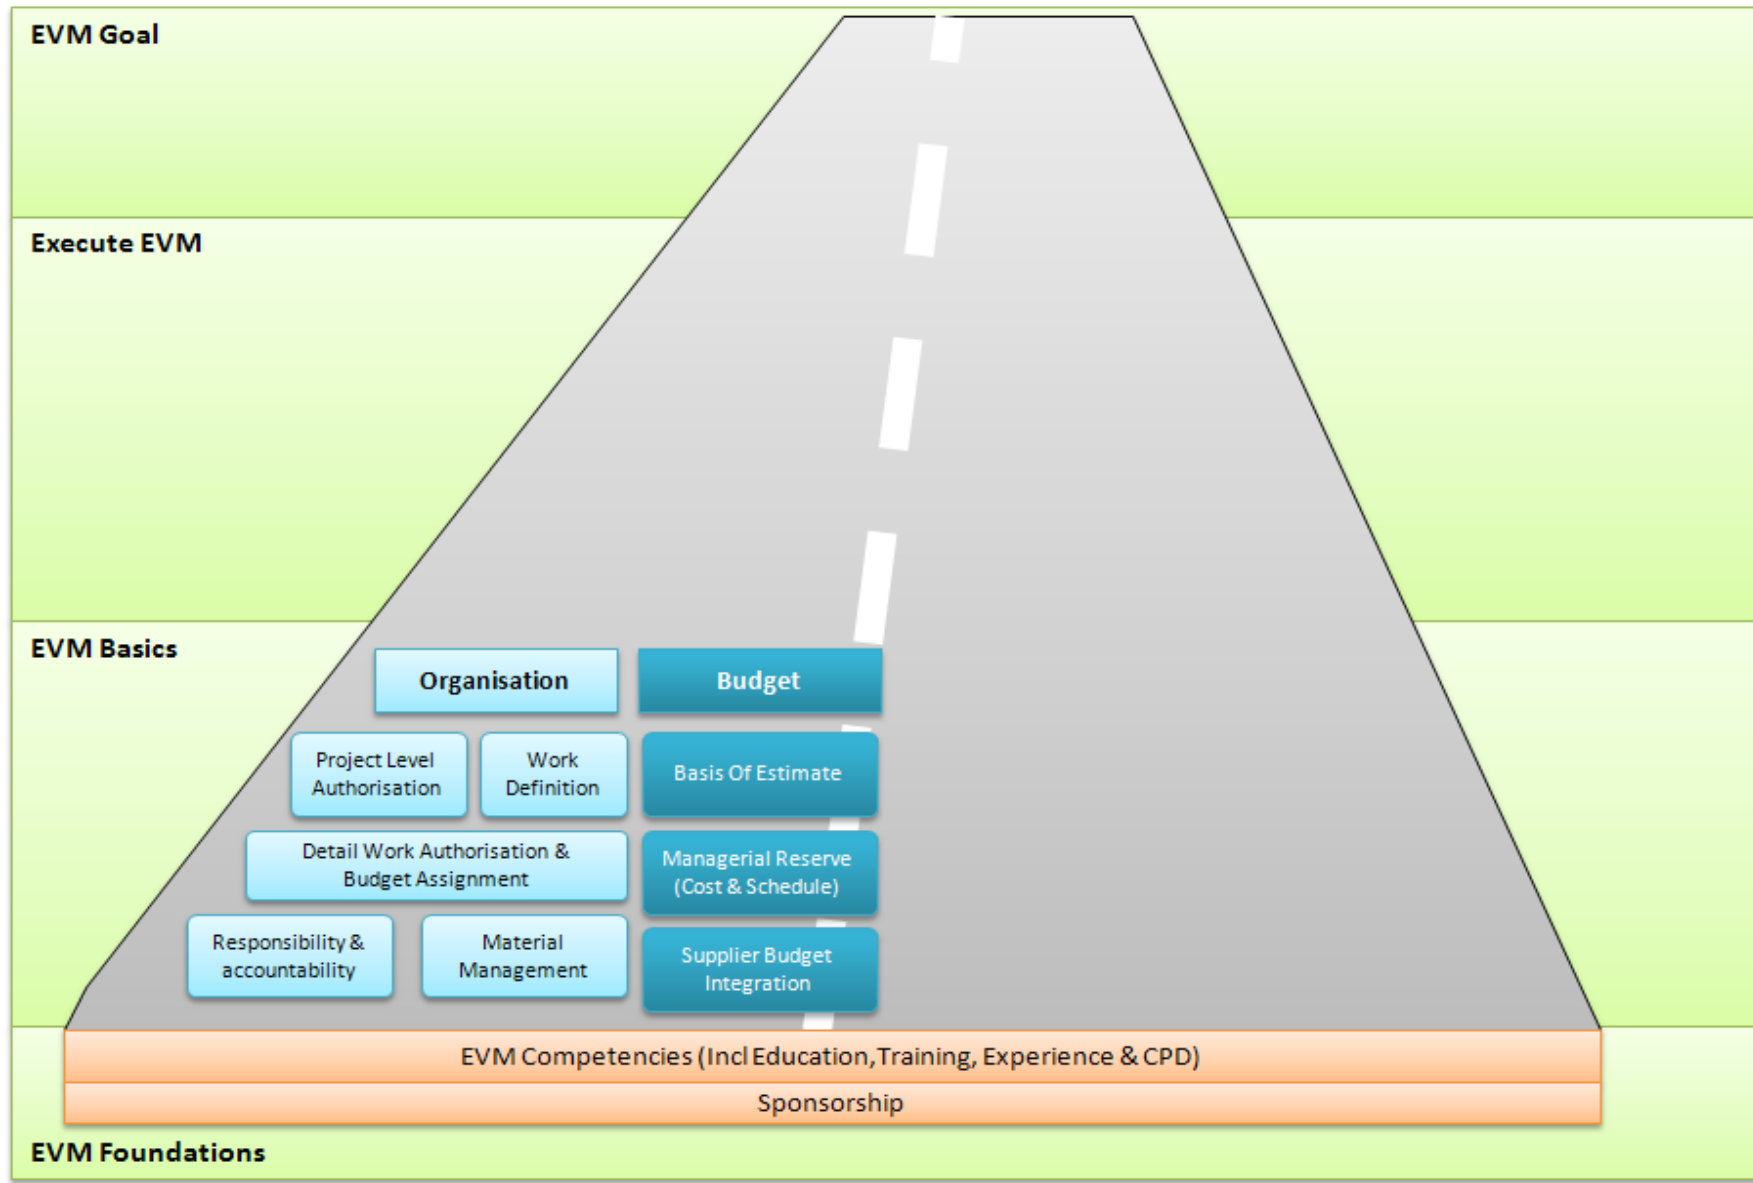 EVM Goal
Execute EVM
EVM Basics
Organisation
Budget
Project Level
Authorisation
Work
Definition
Basis Of Estimate
Detail Work Authorisation &
Budget Assignment
Managerial Reserve
(Cost & Schedule)
Responsibility &
accountability
Material
Management
Supplier Budget
Integration
EVM Competencies (Incl Education, Training, Experience & CPD)
Sponsorship
EVM Foundations